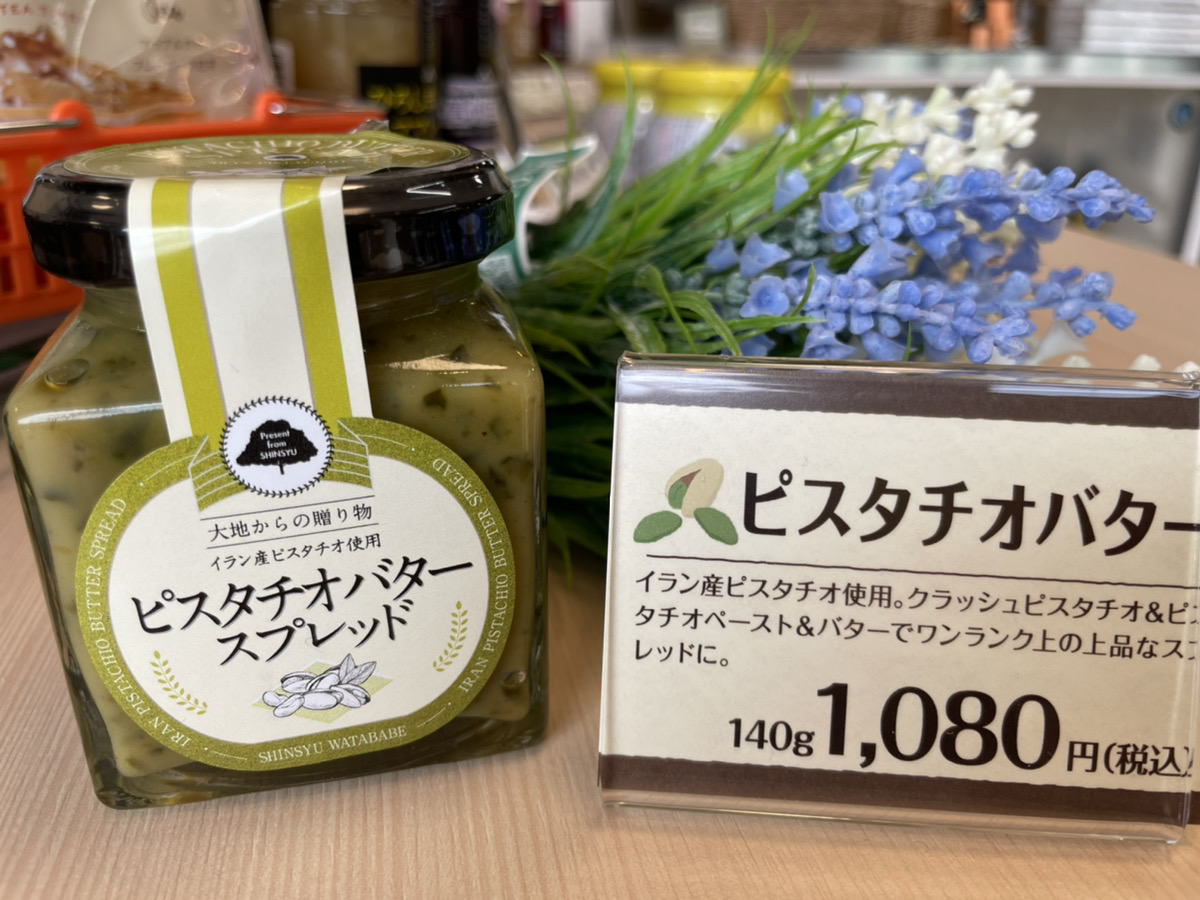 Present
from
SHINSYU
大地からの贈り物
イラン産ピスタチオ使用
ピスタチオバター
スプレッド
IRAN PISTACHIO BUTTER SPREAD
IRAN PISTACHIO BUTTER SPREAD
SHINSYU WATABABE
ピスタチオバター
イラン産ピスタチオ使用。クラッシュピスタチオ&ピ
タチオペースト&バターでワンランク上の上品なス
レッドに。
140g 1,080円(税込)